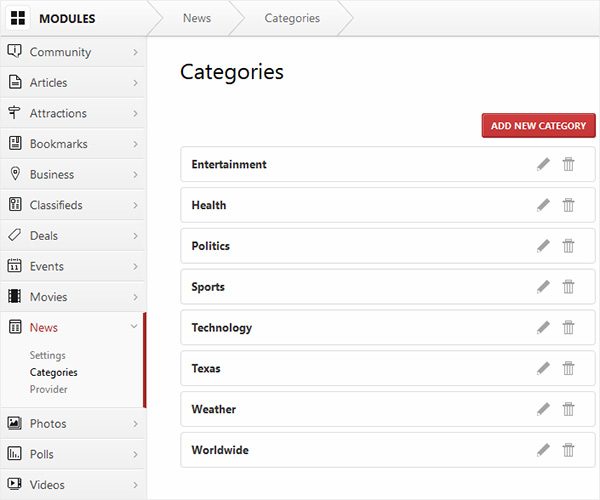 MODULES
News
Categories
Community
Articles
Attractions
Bookmarks
Business
Classifieds
Deals
11
Events
Movies
News
Settings
Categories
Provider
Photos
Polls
Videos
Categories
ADD NEW CATEGORY
Entertainment
Health
Politics
Sports
Technology
Texas
Weather
Worldwide